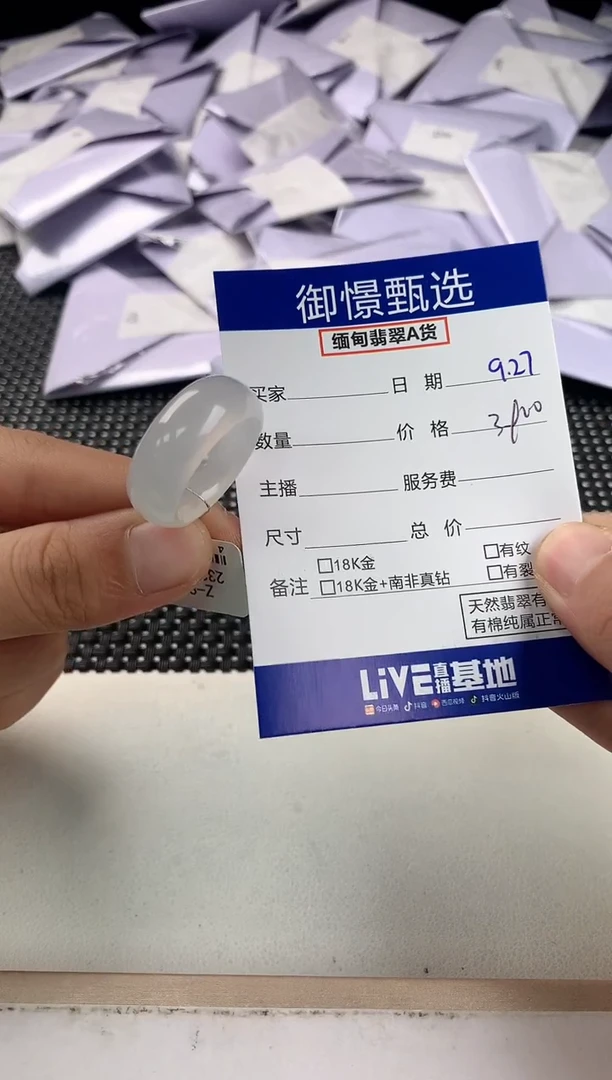 御憬甄选
缅甸翡翠A货
买家 日 期 9.27
数量 价 格
主播 服务费
尺寸 总 价
备注 □18K金 □有纹
□18K金+南非真钻 □有裂
天然翡翠有
有棉纯属正常
LiVE直播基地
今日头条 抖音 西瓜视频 抖音火山版